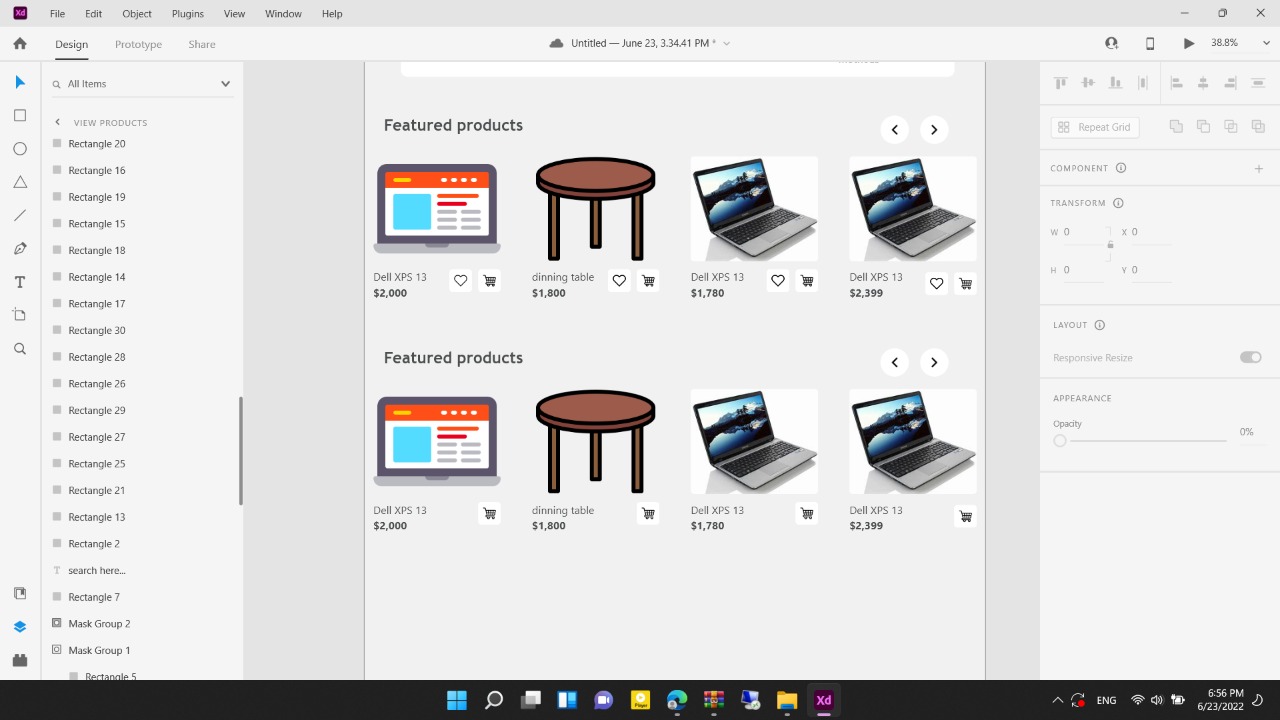 Xd File Edit Object Plugins View Window Help
Design Prototype Share Untitled — June 23, 3.34.41 PM * 38.8%
All Items
VIEW PRODUCTS
Rectangle 20
Rectangle 16
Rectangle 19
Rectangle 15
Rectangle 18
Rectangle 14
Rectangle 17
Rectangle 30
Rectangle 28
Rectangle 26
Rectangle 29
Rectangle 27
Rectangle 25
Rectangle 21
Rectangle 13
Rectangle 2
search here...
Rectangle 7
Mask Group 2
Mask Group 1
Rectangle 5
Featured products
Dell XPS 13 dinning table Dell XPS 13 Dell XPS 13
$2,000 $1,800 $1,780 $2,399
Featured products
Dell XPS 13 dinning table Dell XPS 13 Dell XPS 13
$2,000 $1,800 $1,780 $2,399
Repeat Grid
COMPONENT
TRANSFORM
W 0 X 0
H 0 Y 0
LAYOUT
Responsive Resize
APPEARANCE
Opacity
0%
Player
Xd
ENG
6:56 PM
6/23/2022